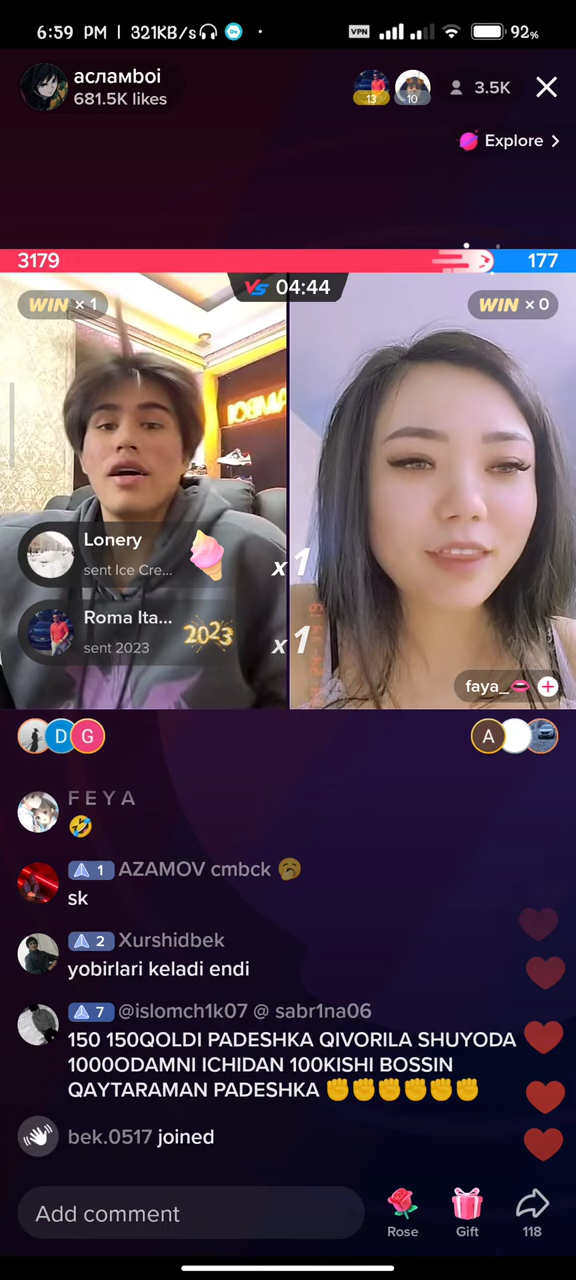 6:59 PM | 321KB/s
VPN
92%
асламboi
681.5K likes
13
10
3.5K
Explore
3179
177
WIN × 1
VS 04:44
WIN × 0
Lonery
sent Ice Cre...
x 1
Roma Ita...
sent 2023
2023
x 1
faya_👄
D
G
A
F E Y A
🤣
1 AZAMOV cmbck 🥱
sk
2 Xurshidbek
yobirlari keladi endi
7 @islomch1k07 @ sabr1na06
150 150QOLDI PADESHKA QIVORILA SHUYODA
1000ODAMNI ICHIDAN 100KISHI BOSSIN
QAYTARAMAN PADESHKA ✊✊✊✊✊✊
bek.0517 joined
Add comment
Rose
Gift
118